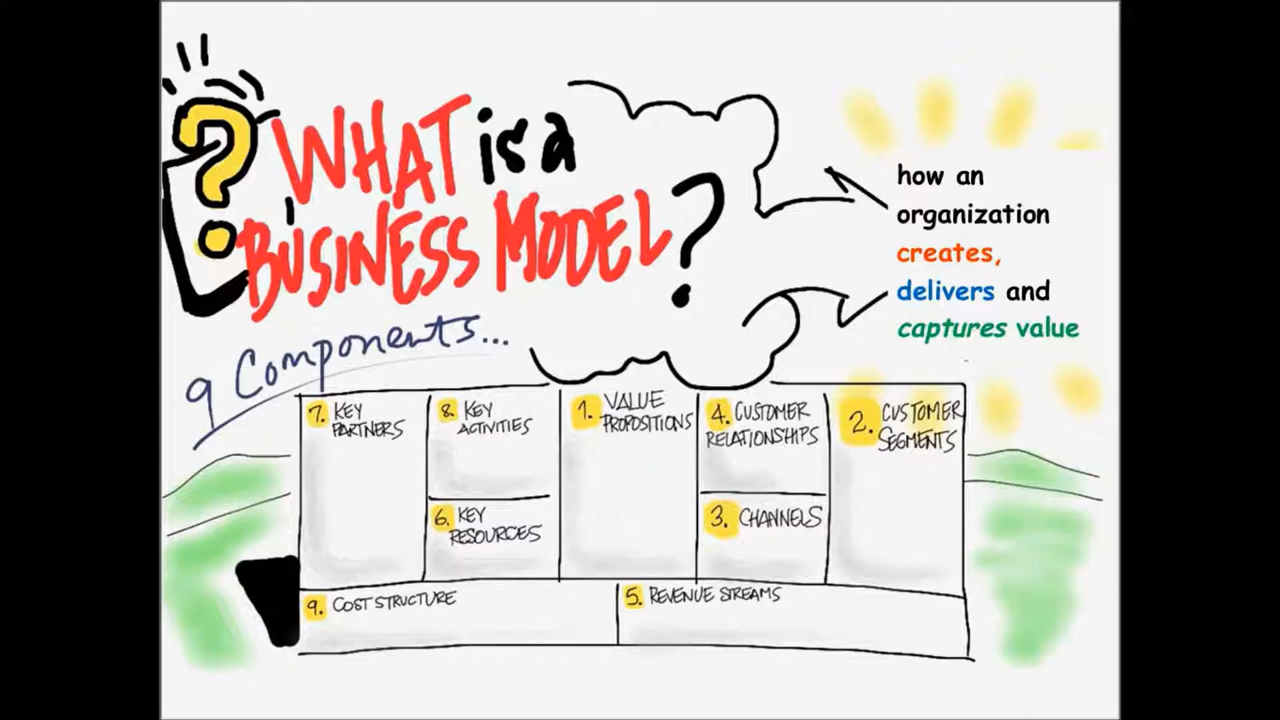 WHAT is a
BUSINESS MODEL?
how an
organization
creates,
delivers and
captures value
9 Components...
7. KEY
PARTNERS
8. KEY
ACTIVITIES
6. KEY
RESOURCES
1. VALUE
PROPOSITIONS
4. CUSTOMER
RELATIONSHIPS
3. CHANNELS
2. CUSTOMER
SEGMENTS
9. COST STRUCTURE
5. REVENUE STREAMS